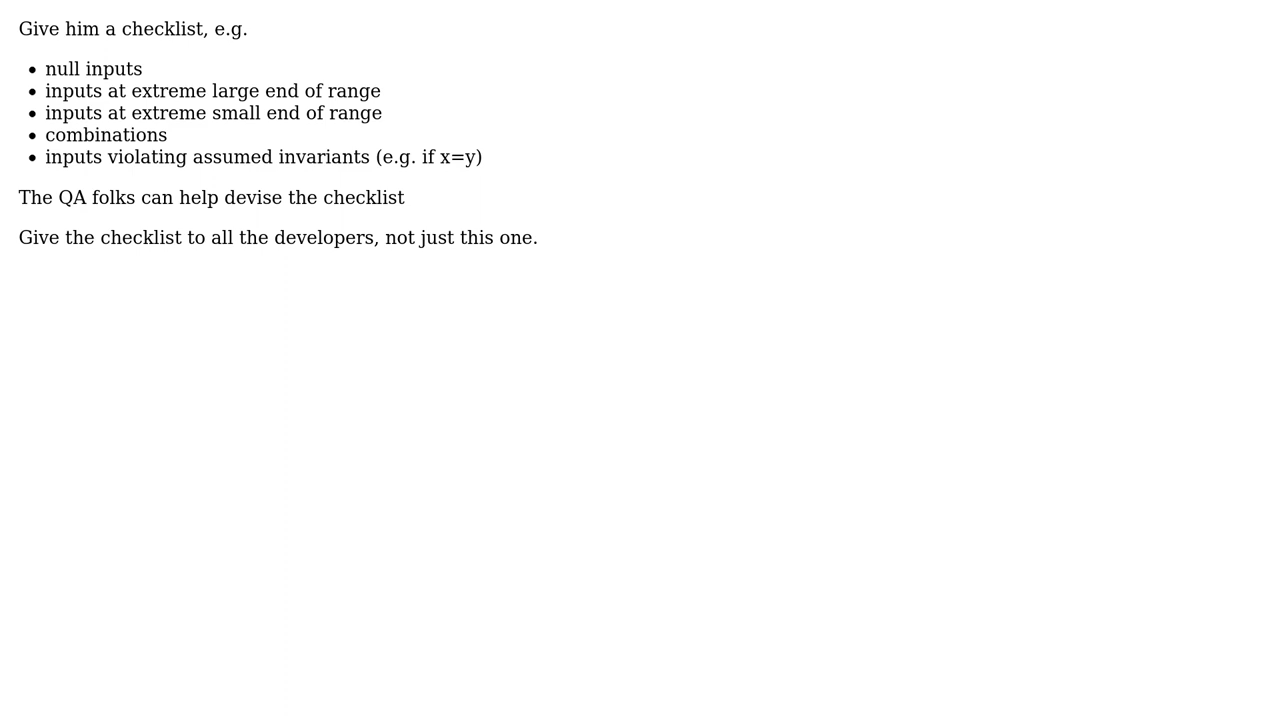 Give him a checklist, e.g.
• null inputs
• inputs at extreme large end of range
• inputs at extreme small end of range
• combinations
• inputs violating assumed invariants (e.g. if x=y)
The QA folks can help devise the checklist
Give the checklist to all the developers, not just this one.